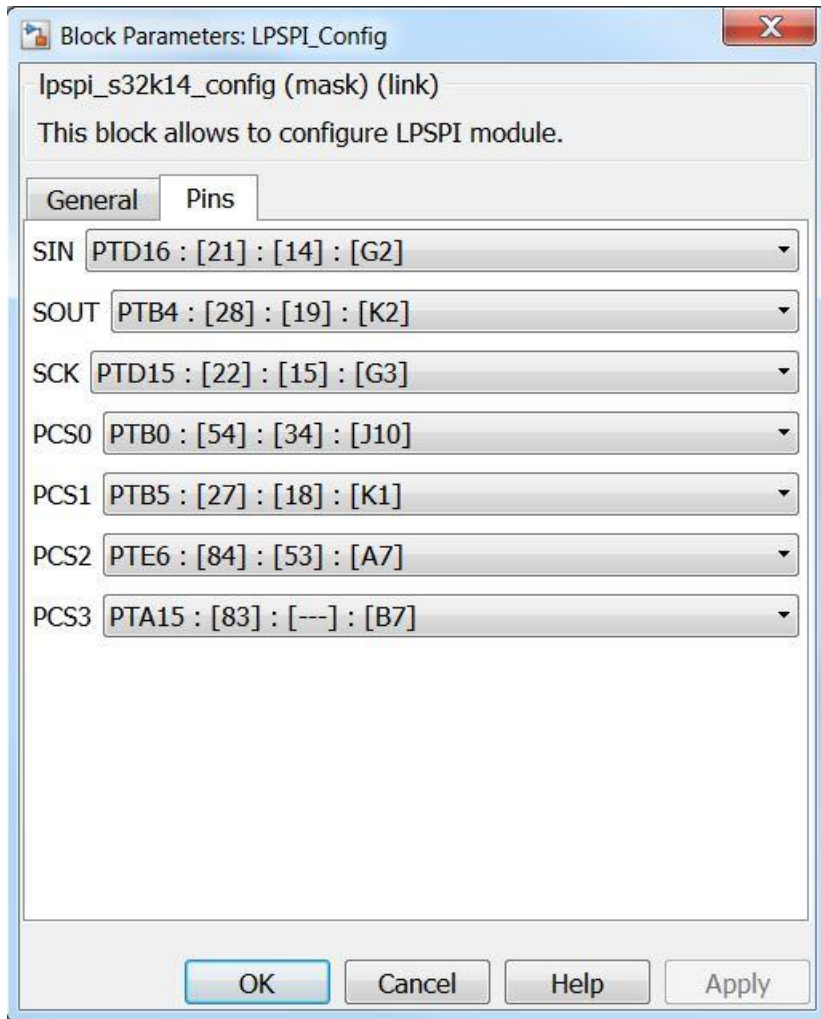 Block Parameters: LPSPI_Config
lpspi_s32k14_config (mask) (link)
This block allows to configure LPSPI module.
General Pins
SIN PTD16 : [21] : [14] : [G2]
SOUT PTB4 : [28] : [19] : [K2]
SCK PTD15 : [22] : [15] : [G3]
PCS0 PTB0 : [54] : [34] : [J10]
PCS1 PTB5 : [27] : [18] : [K1]
PCS2 PTE6 : [84] : [53] : [A7]
PCS3 PTA15 : [83] : [---] : [B7]
OK Cancel Help Apply